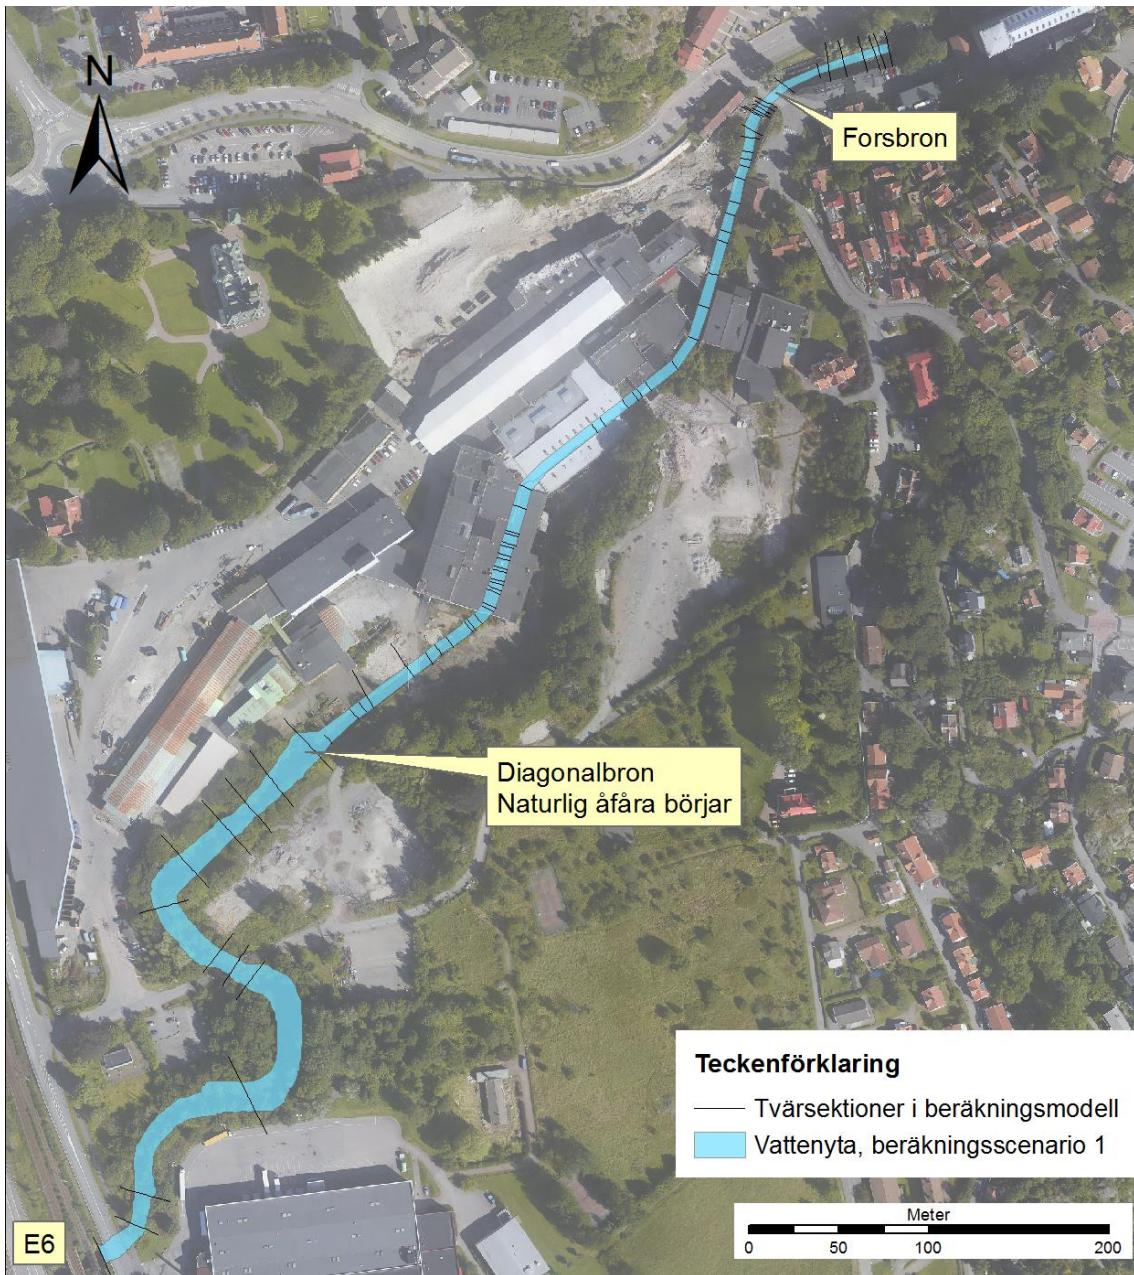 N
Forsbron
Diagonalbron
Naturlig åfåra börjar
Teckenförklaring
Tvärsektioner i beräkningsmodell
Vattenyta, beräkningsscenario 1
Meter
0 50 100 200
E6